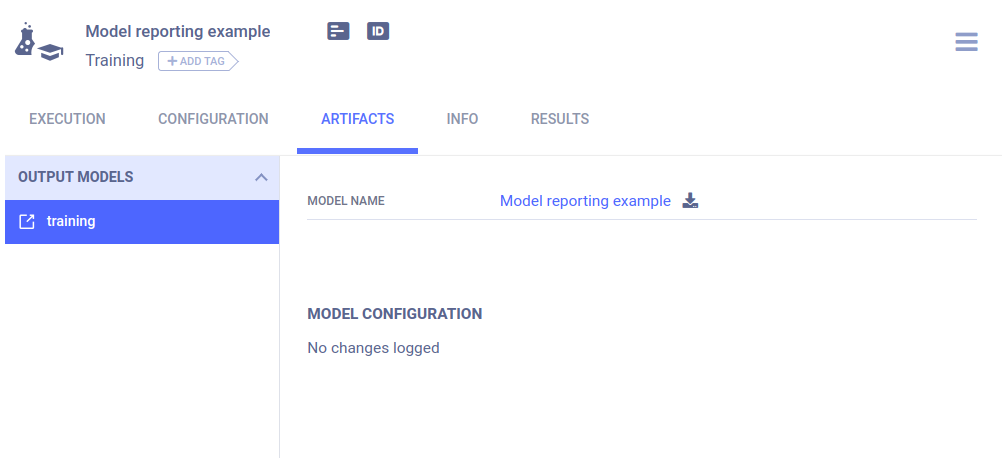 Model reporting example
ID
Training
+ ADD TAG
EXECUTION CONFIGURATION ARTIFACTS INFO RESULTS
OUTPUT MODELS
training
MODEL NAME Model reporting example
MODEL CONFIGURATION
No changes logged